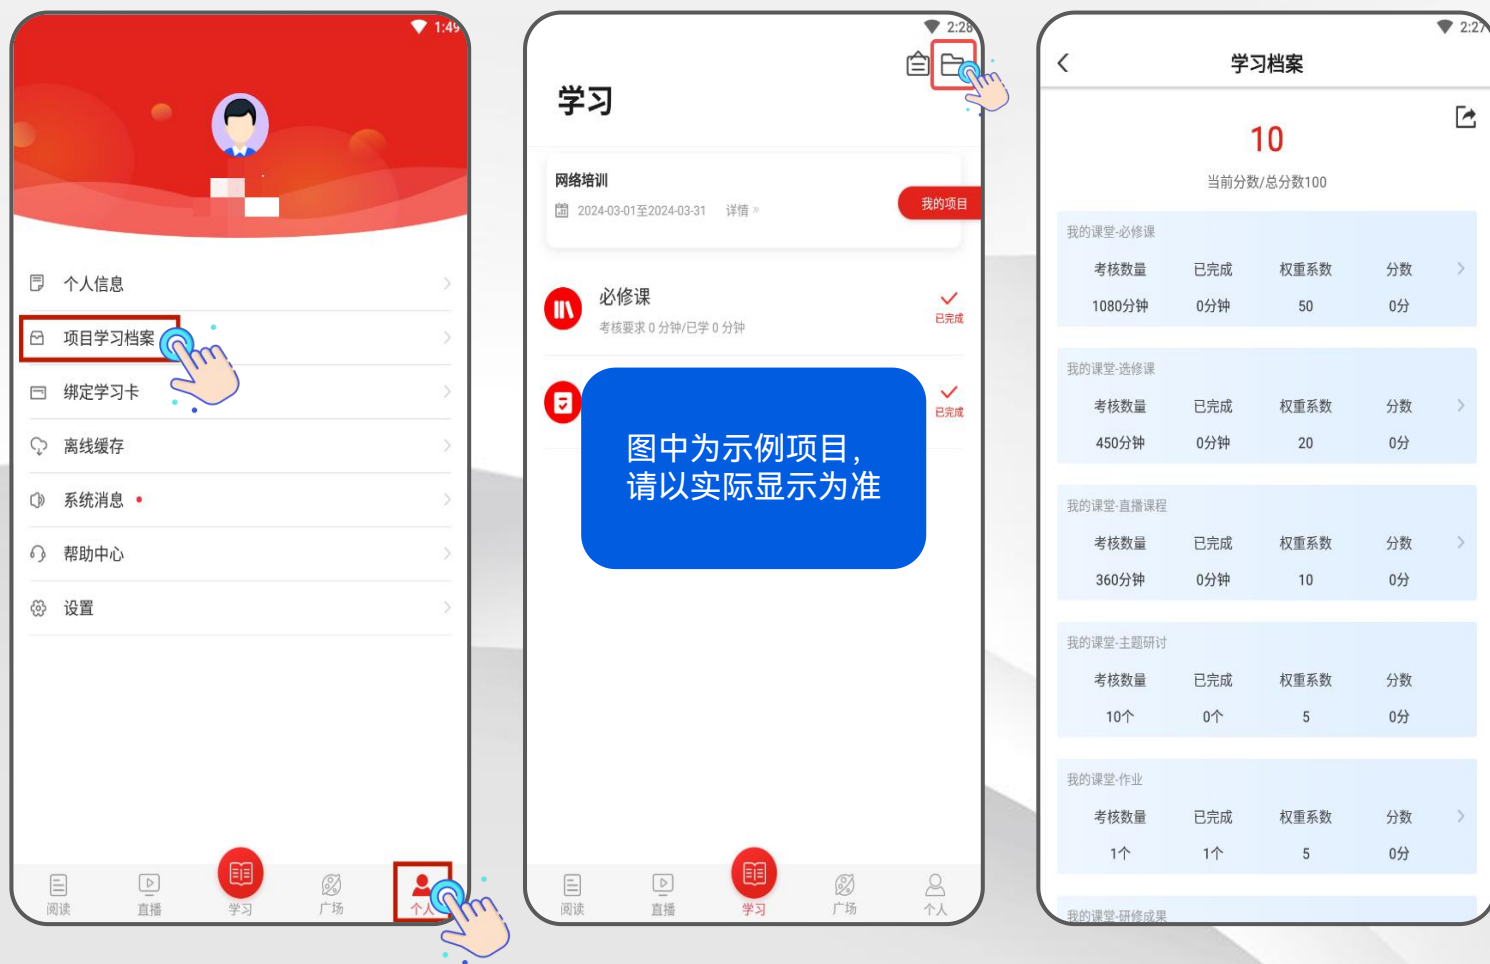 1:49
个人信息
项目学习档案
绑定学习卡
离线缓存
系统消息
帮助中心
设置
阅读
直播
学习
广场
个人
2:28
学习
网络培训
2024-03-01至2024-03-31 详情 »
我的项目
必修课
考核要求 0 分钟/已学 0 分钟
已完成
已完成
图中为示例项目，
请以实际显示为准
阅读
直播
学习
广场
个人
2:27
学习档案
10
当前分数/总分数100
我的课堂-必修课
考核数量 已完成 权重系数 分数
1080分钟 0分钟 50 0分
我的课堂-选修课
考核数量 已完成 权重系数 分数
450分钟 0分钟 20 0分
我的课堂-直播课程
考核数量 已完成 权重系数 分数
360分钟 0分钟 10 0分
我的课堂-主题研讨
考核数量 已完成 权重系数 分数
10个 0个 5 0分
我的课堂-作业
考核数量 已完成 权重系数 分数
1个 1个 5 0分
我的课堂-研修成果